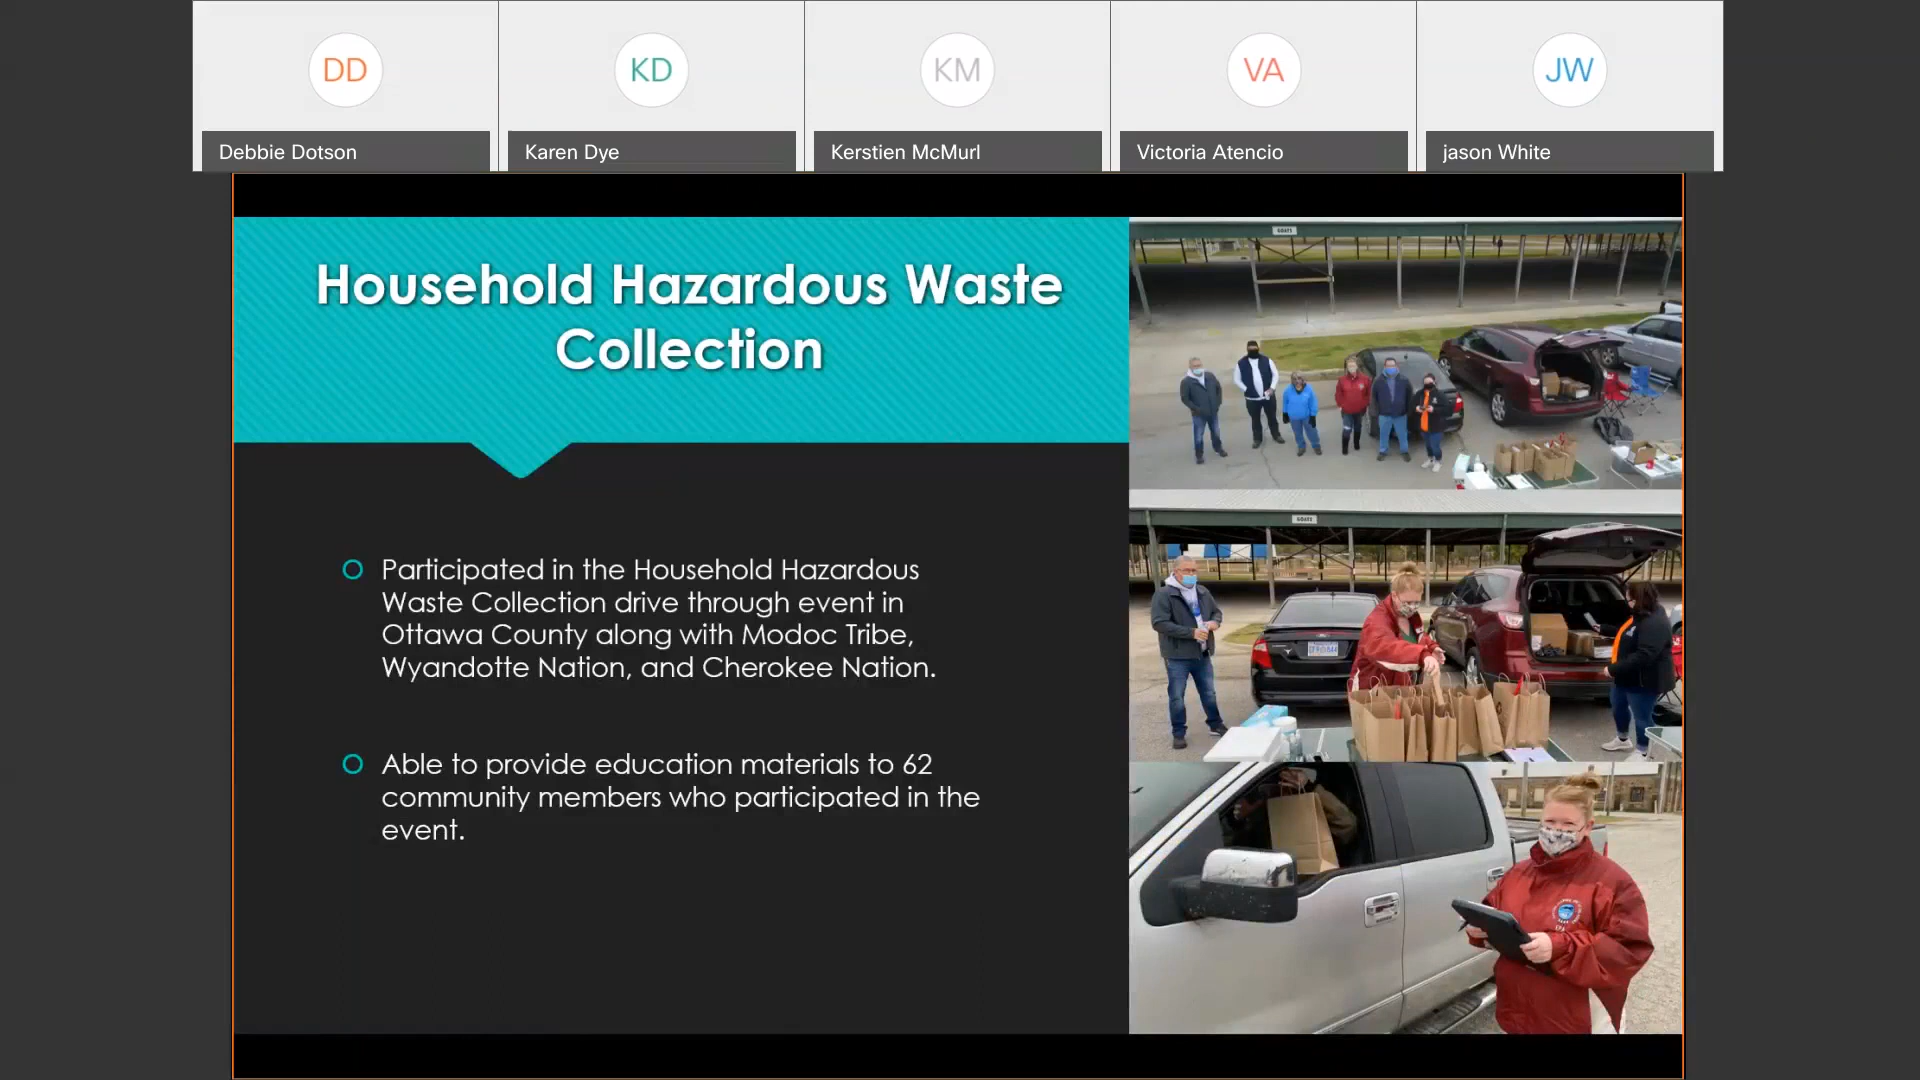 DD
KD
KM
VA
JW
Debbie Dotson
Karen Dye
Kerstien McMurl
Victoria Atencio
jason White
Household Hazardous Waste
Collection
Participated in the Household Hazardous
Waste Collection drive through event in
Ottawa County along with Modoc Tribe,
Wyandotte Nation, and Cherokee Nation.
Able to provide education materials to 62
community members who participated in the
event.
GOATS
GOATS